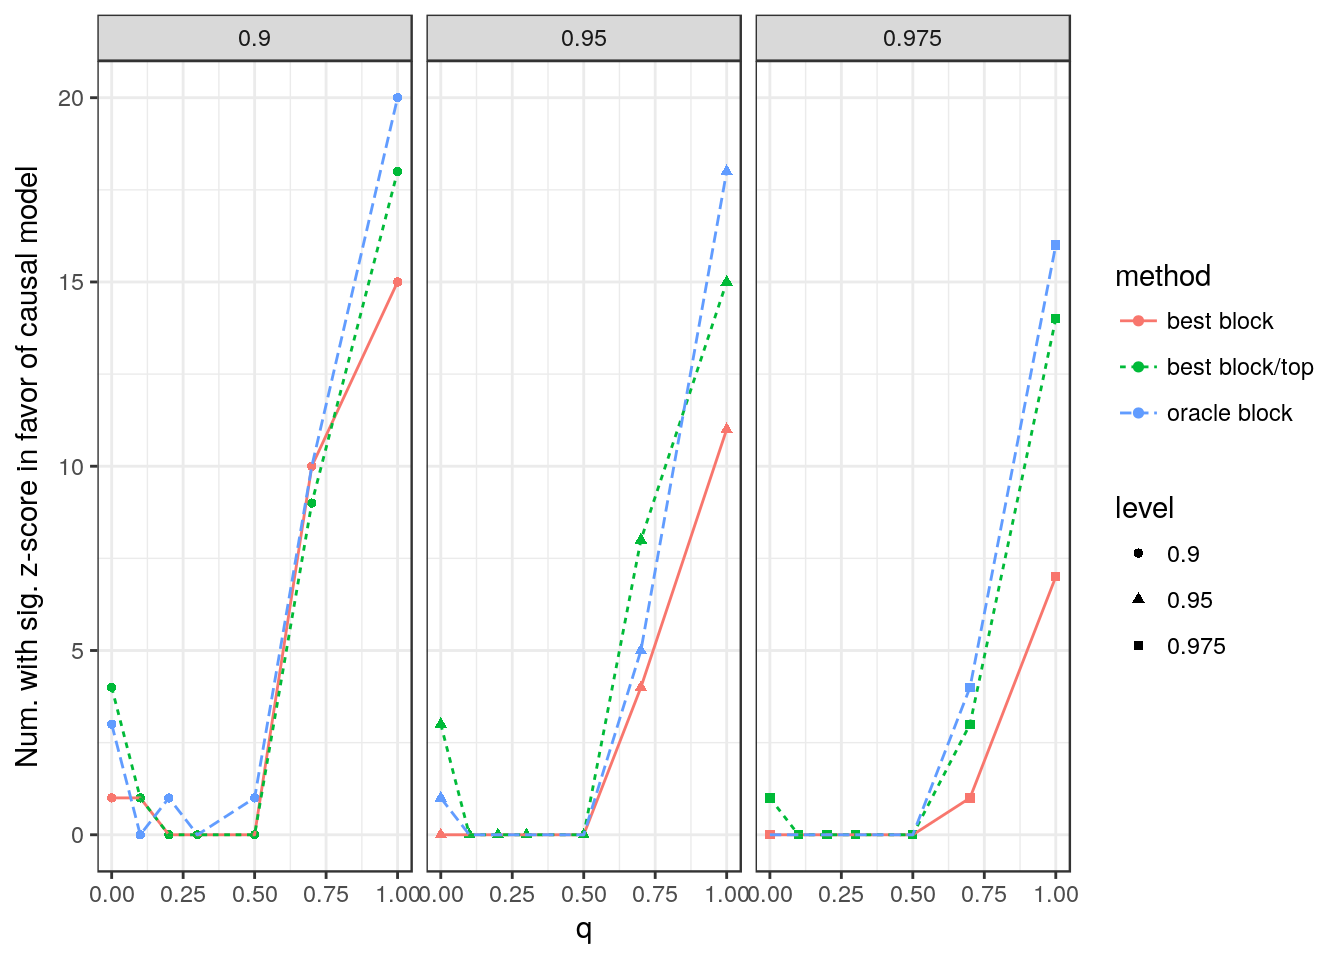 0.9 0.95 0.975
Num. with sig. z-score in favor of causal model
20
15
10
5
0
0.00 0.25 0.50 0.75 1.00 0.00 0.25 0.50 0.75 1.00 0.00 0.25 0.50 0.75 1.00
q
method
best block
best block/top
oracle block
level
0.9
0.95
0.975